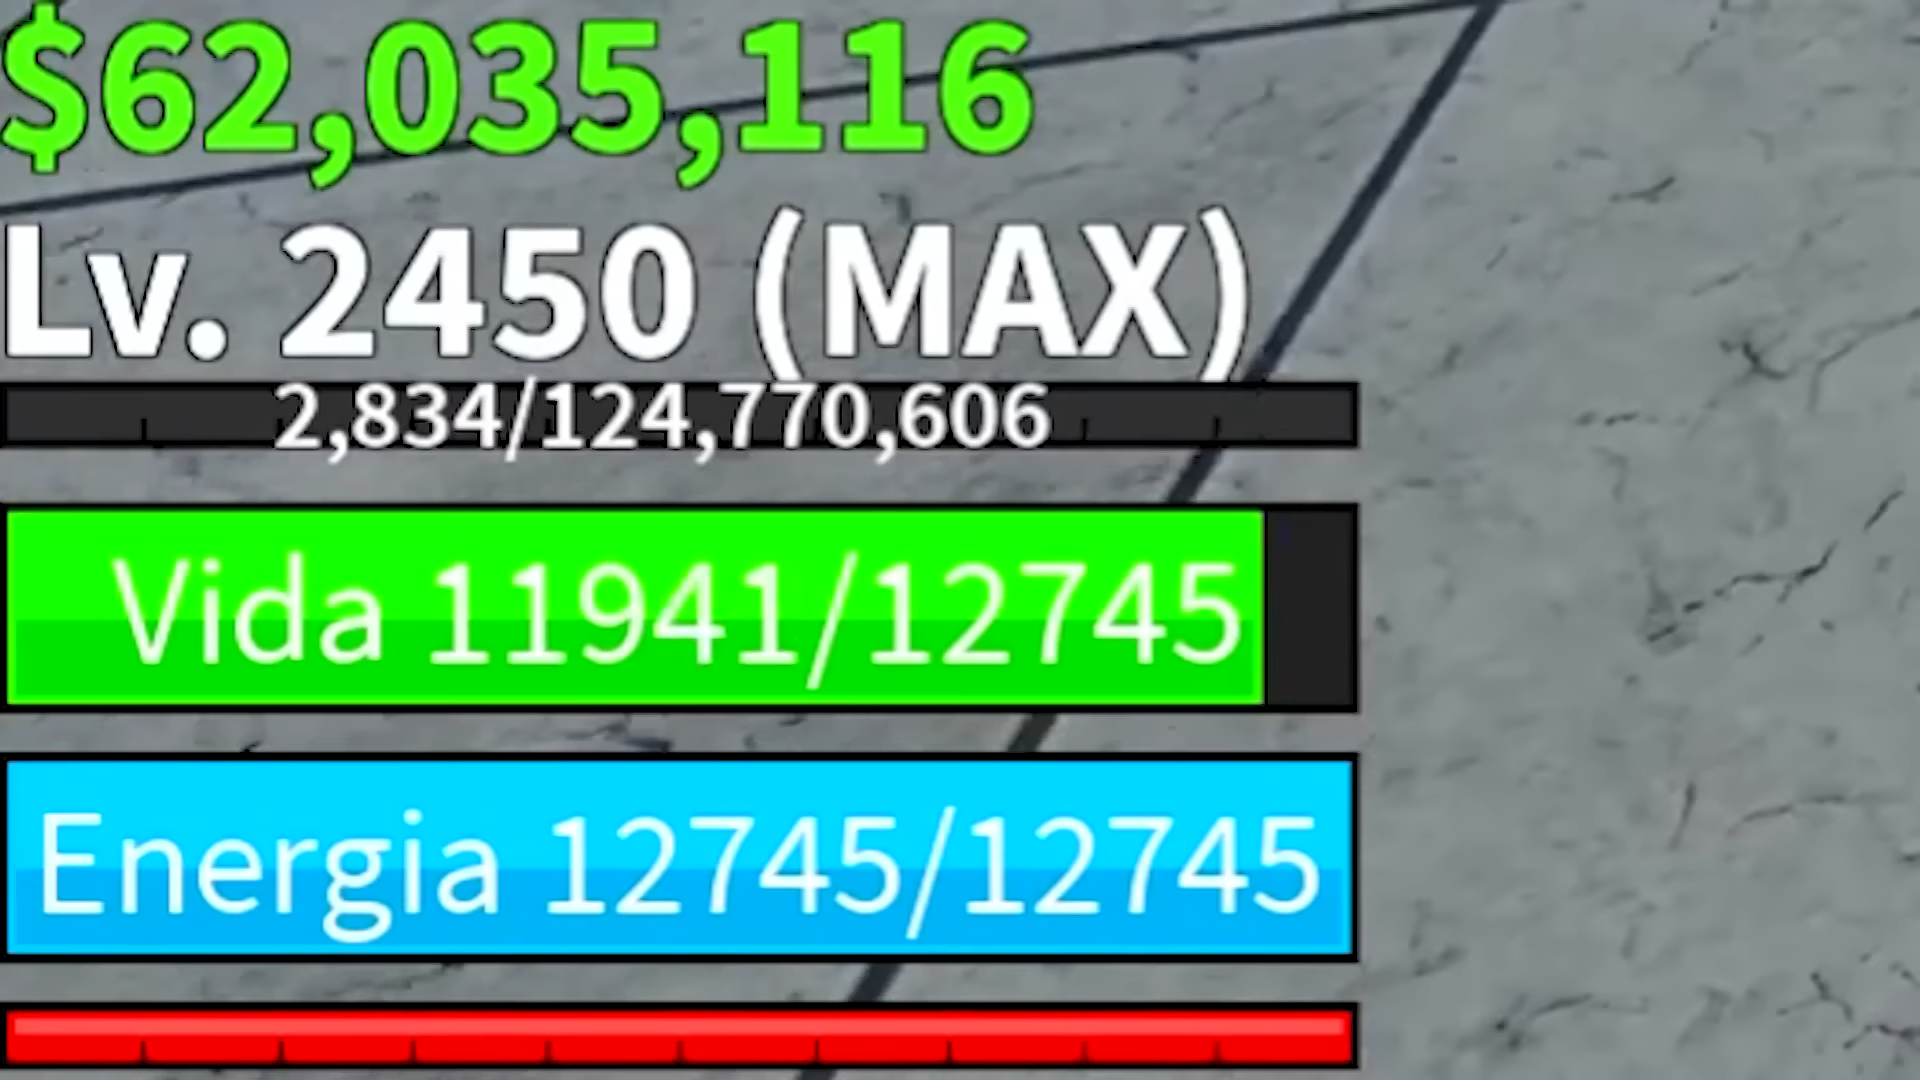 $62,035,116
Lv. 2450 (MAX)
2,834/124,770,606
Vida 11941/12745
Energia 12745/12745